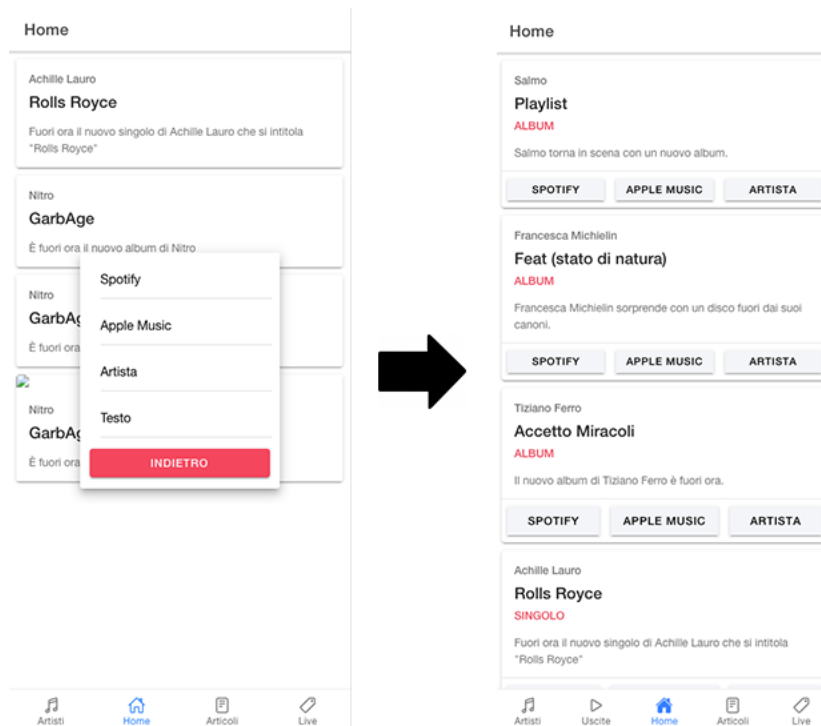 Home
Achille Lauro
Rolls Royce
Fuori ora il nuovo singolo di Achille Lauro che si intitola
"Rolls Royce"
Nitro
GarbAge
È fuori ora il nuovo album di Nitro
Nitro
GarbAg
È fuori ora
Nitro
GarbAg
È fuori ora
Spotify
Apple Music
Artista
Testo
INDIETRO
Artisti
Home
Articoli
Live
Home
Salmo
Playlist
ALBUM
Salmo torna in scena con un nuovo album.
SPOTIFY
APPLE MUSIC
ARTISTA
Francesca Michielin
Feat (stato di natura)
ALBUM
Francesca Michielin sorprende con un disco fuori dai suoi
canoni.
SPOTIFY
APPLE MUSIC
ARTISTA
Tiziano Ferro
Accetto Miracoli
ALBUM
Il nuovo album di Tiziano Ferro è fuori ora.
SPOTIFY
APPLE MUSIC
ARTISTA
Achille Lauro
Rolls Royce
SINGOLO
Fuori ora il nuovo singolo di Achille Lauro che si intitola
"Rolls Royce"
Artisti
Uscite
Home
Articoli
Live